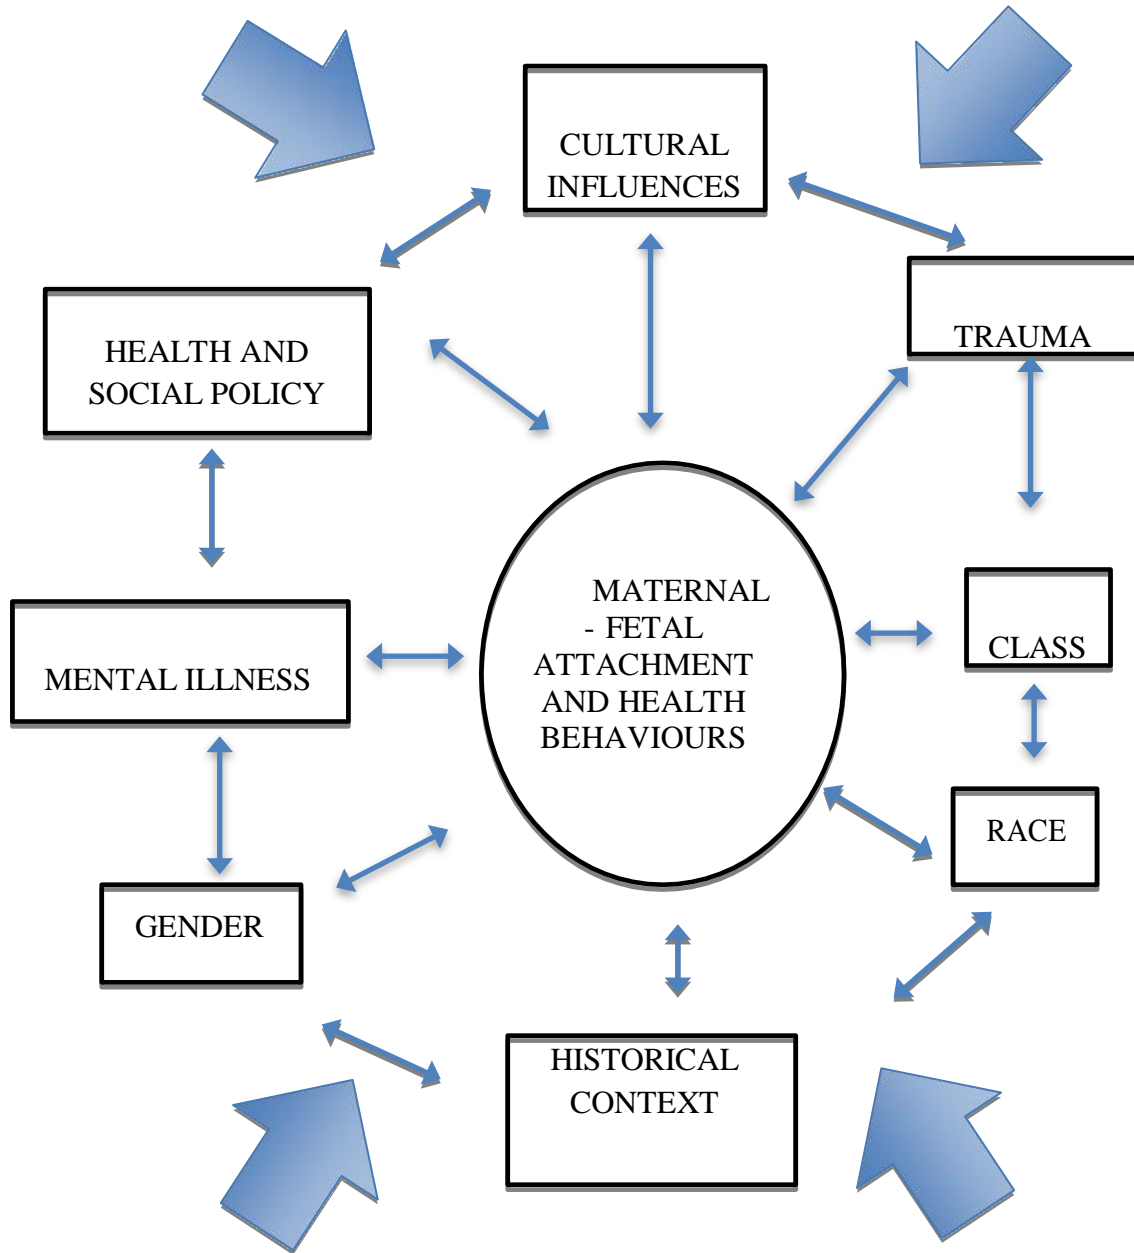 CULTURAL
INFLUENCES
TRAUMA
HEALTH AND
SOCIAL POLICY
MATERNAL
- FETAL
ATTACHMENT
AND HEALTH
BEHAVIOURS
CLASS
MENTAL ILLNESS
RACE
GENDER
HISTORICAL
CONTEXT